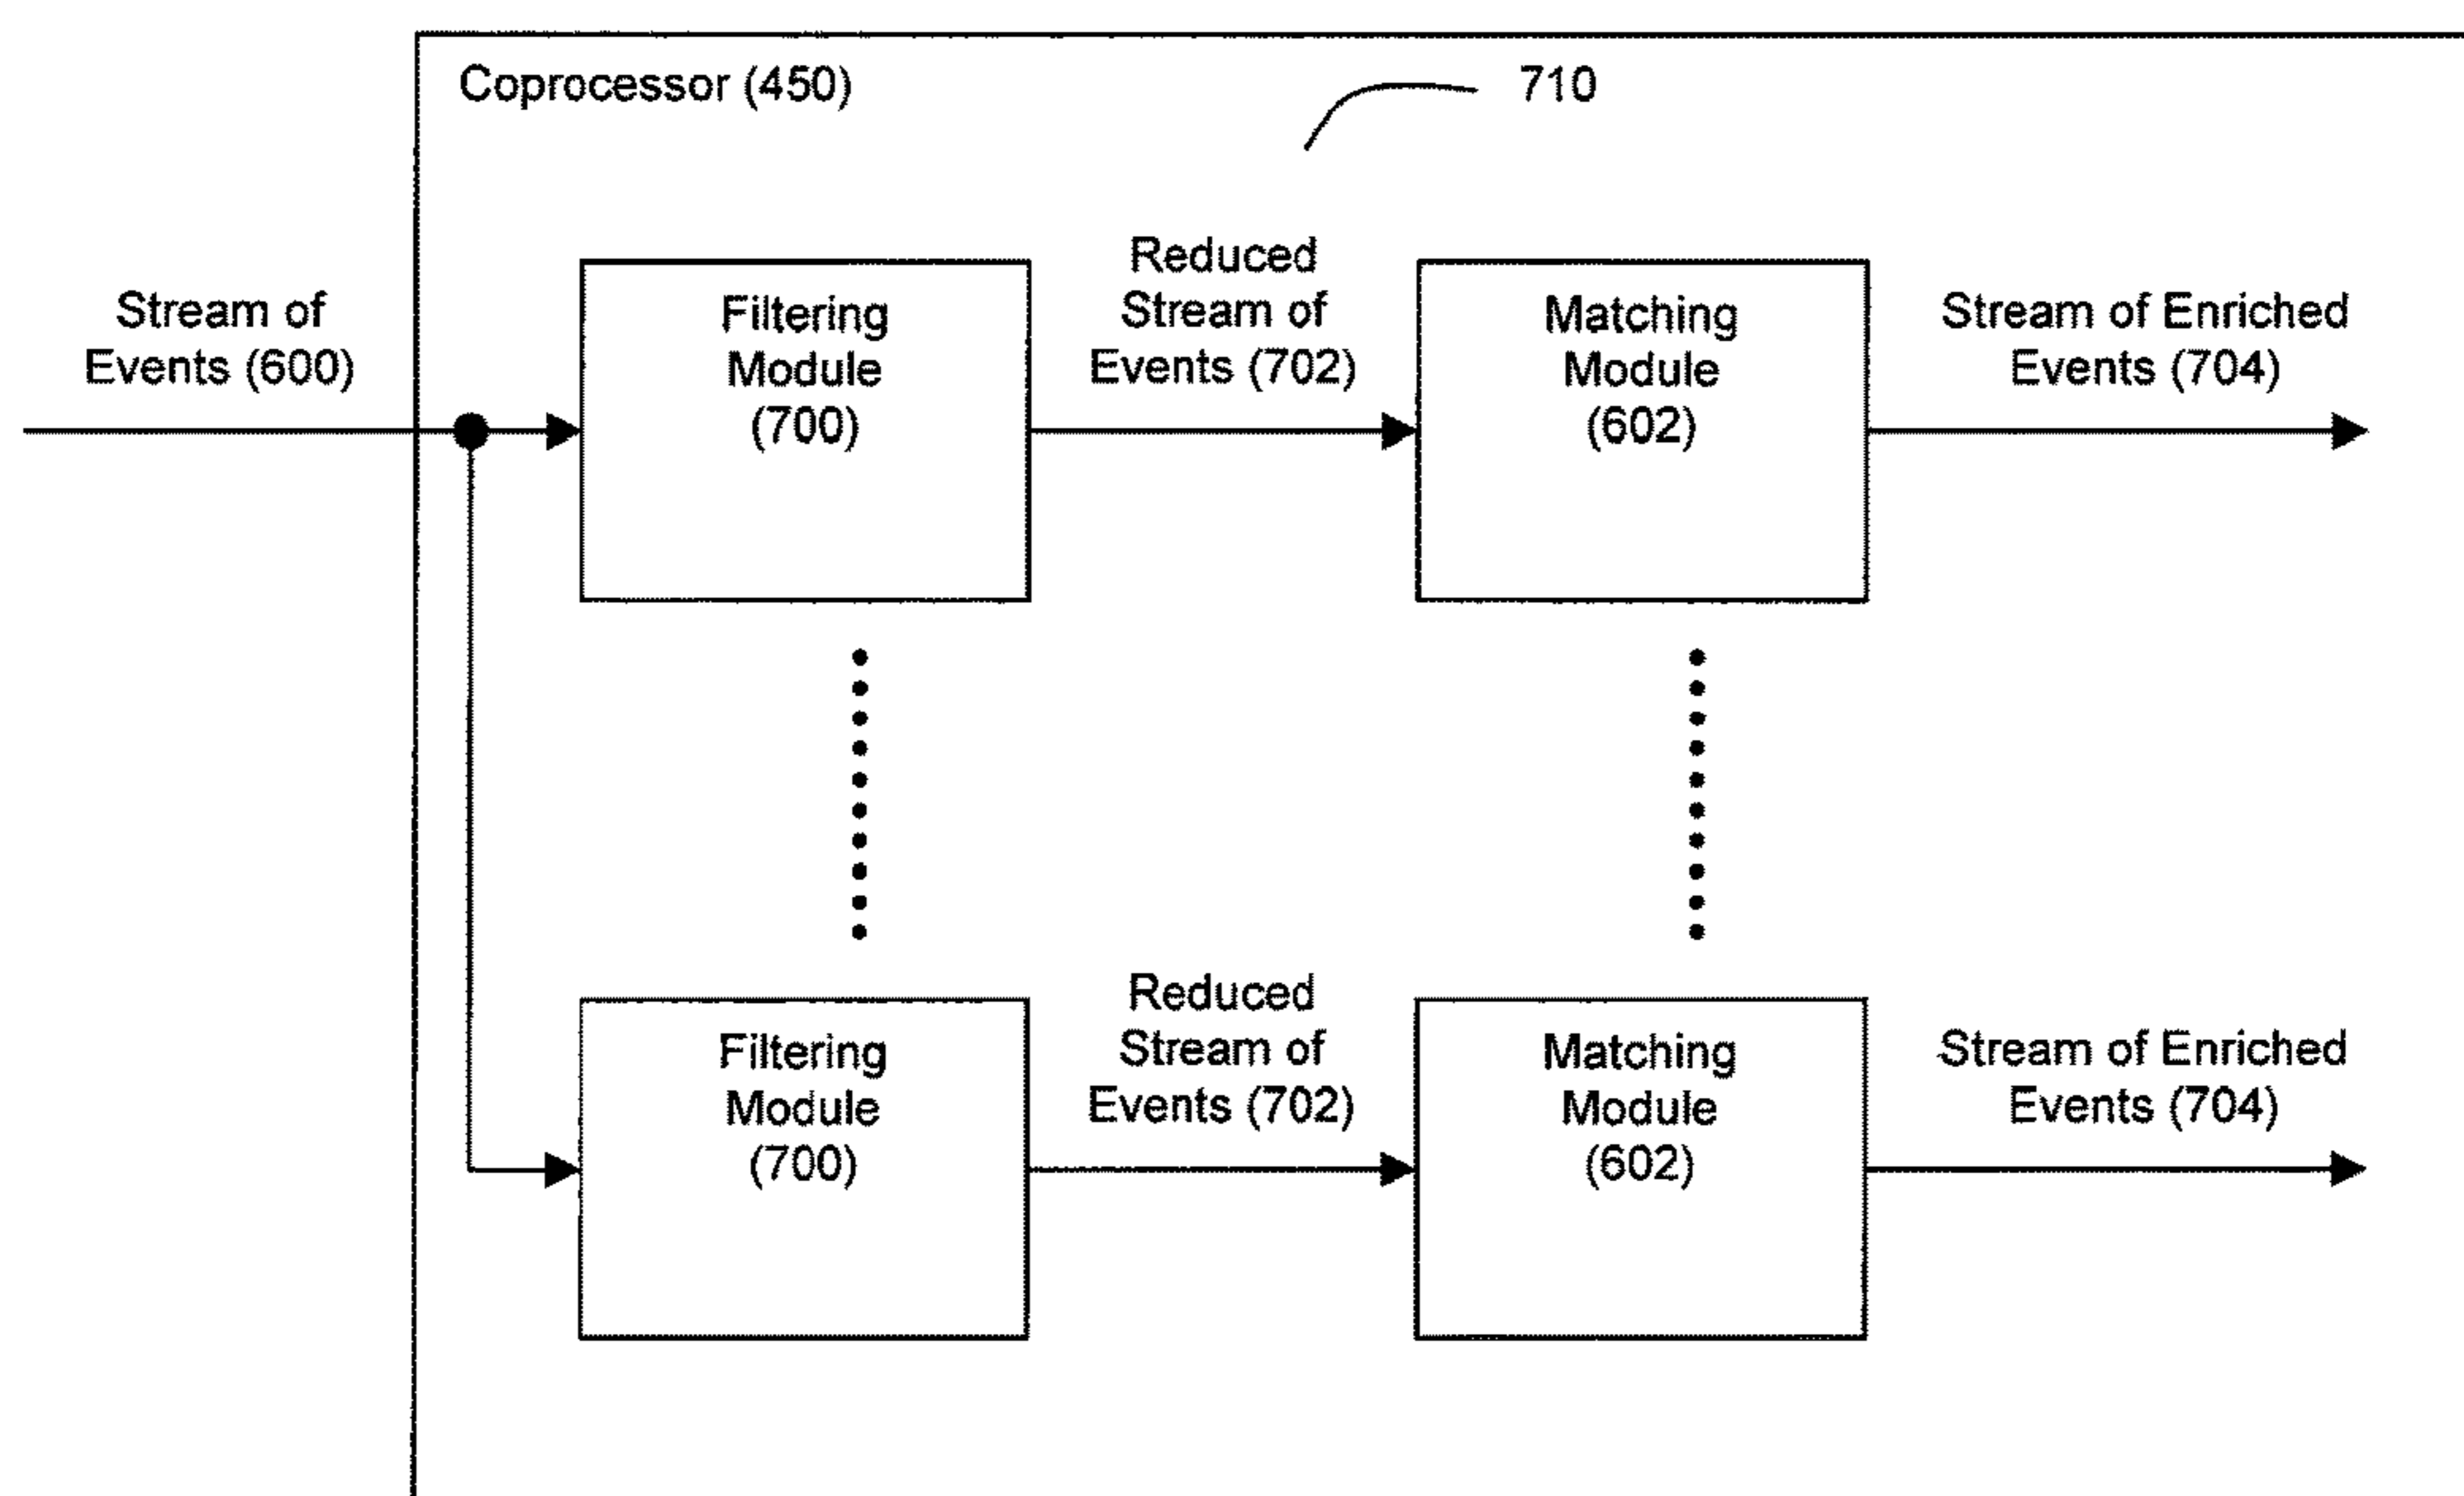 Coprocessor (450)
710
Stream of
Events (600)
Filtering
Module
(700)
Reduced
Stream of
Events (702)
Matching
Module
(602)
Stream of Enriched
Events (704)
Filtering
Module
(700)
Reduced
Stream of
Events (702)
Matching
Module
(602)
Stream of Enriched
Events (704)